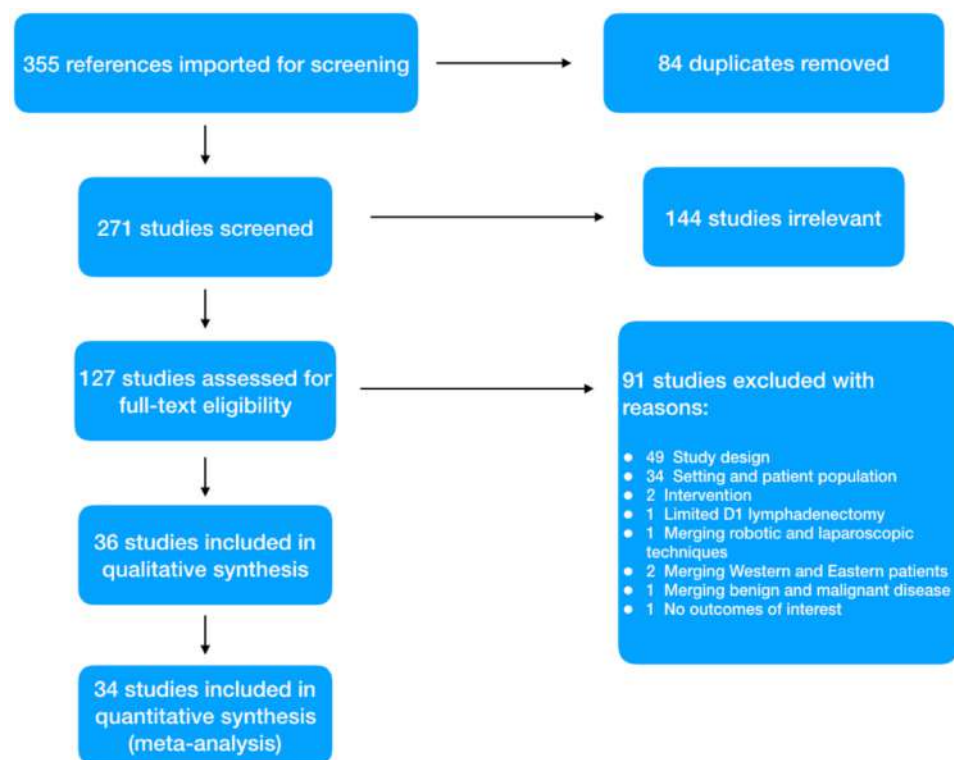 355 references imported for screening
84 duplicates removed
271 studies screened
144 studies irrelevant
127 studies assessed for
full-text eligibility
91 studies excluded with
reasons:
● 49 Study design
● 34 Setting and patient population
● 2 Intervention
● 1 Limited D1 lymphadenectomy
● 1 Merging robotic and laparoscopic
techniques
● 2 Merging Western and Eastern patients
● 1 Merging benign and malignant disease
● 1 No outcomes of interest
36 studies included in
qualitative synthesis
34 studies included in
quantitative synthesis
(meta-analysis)